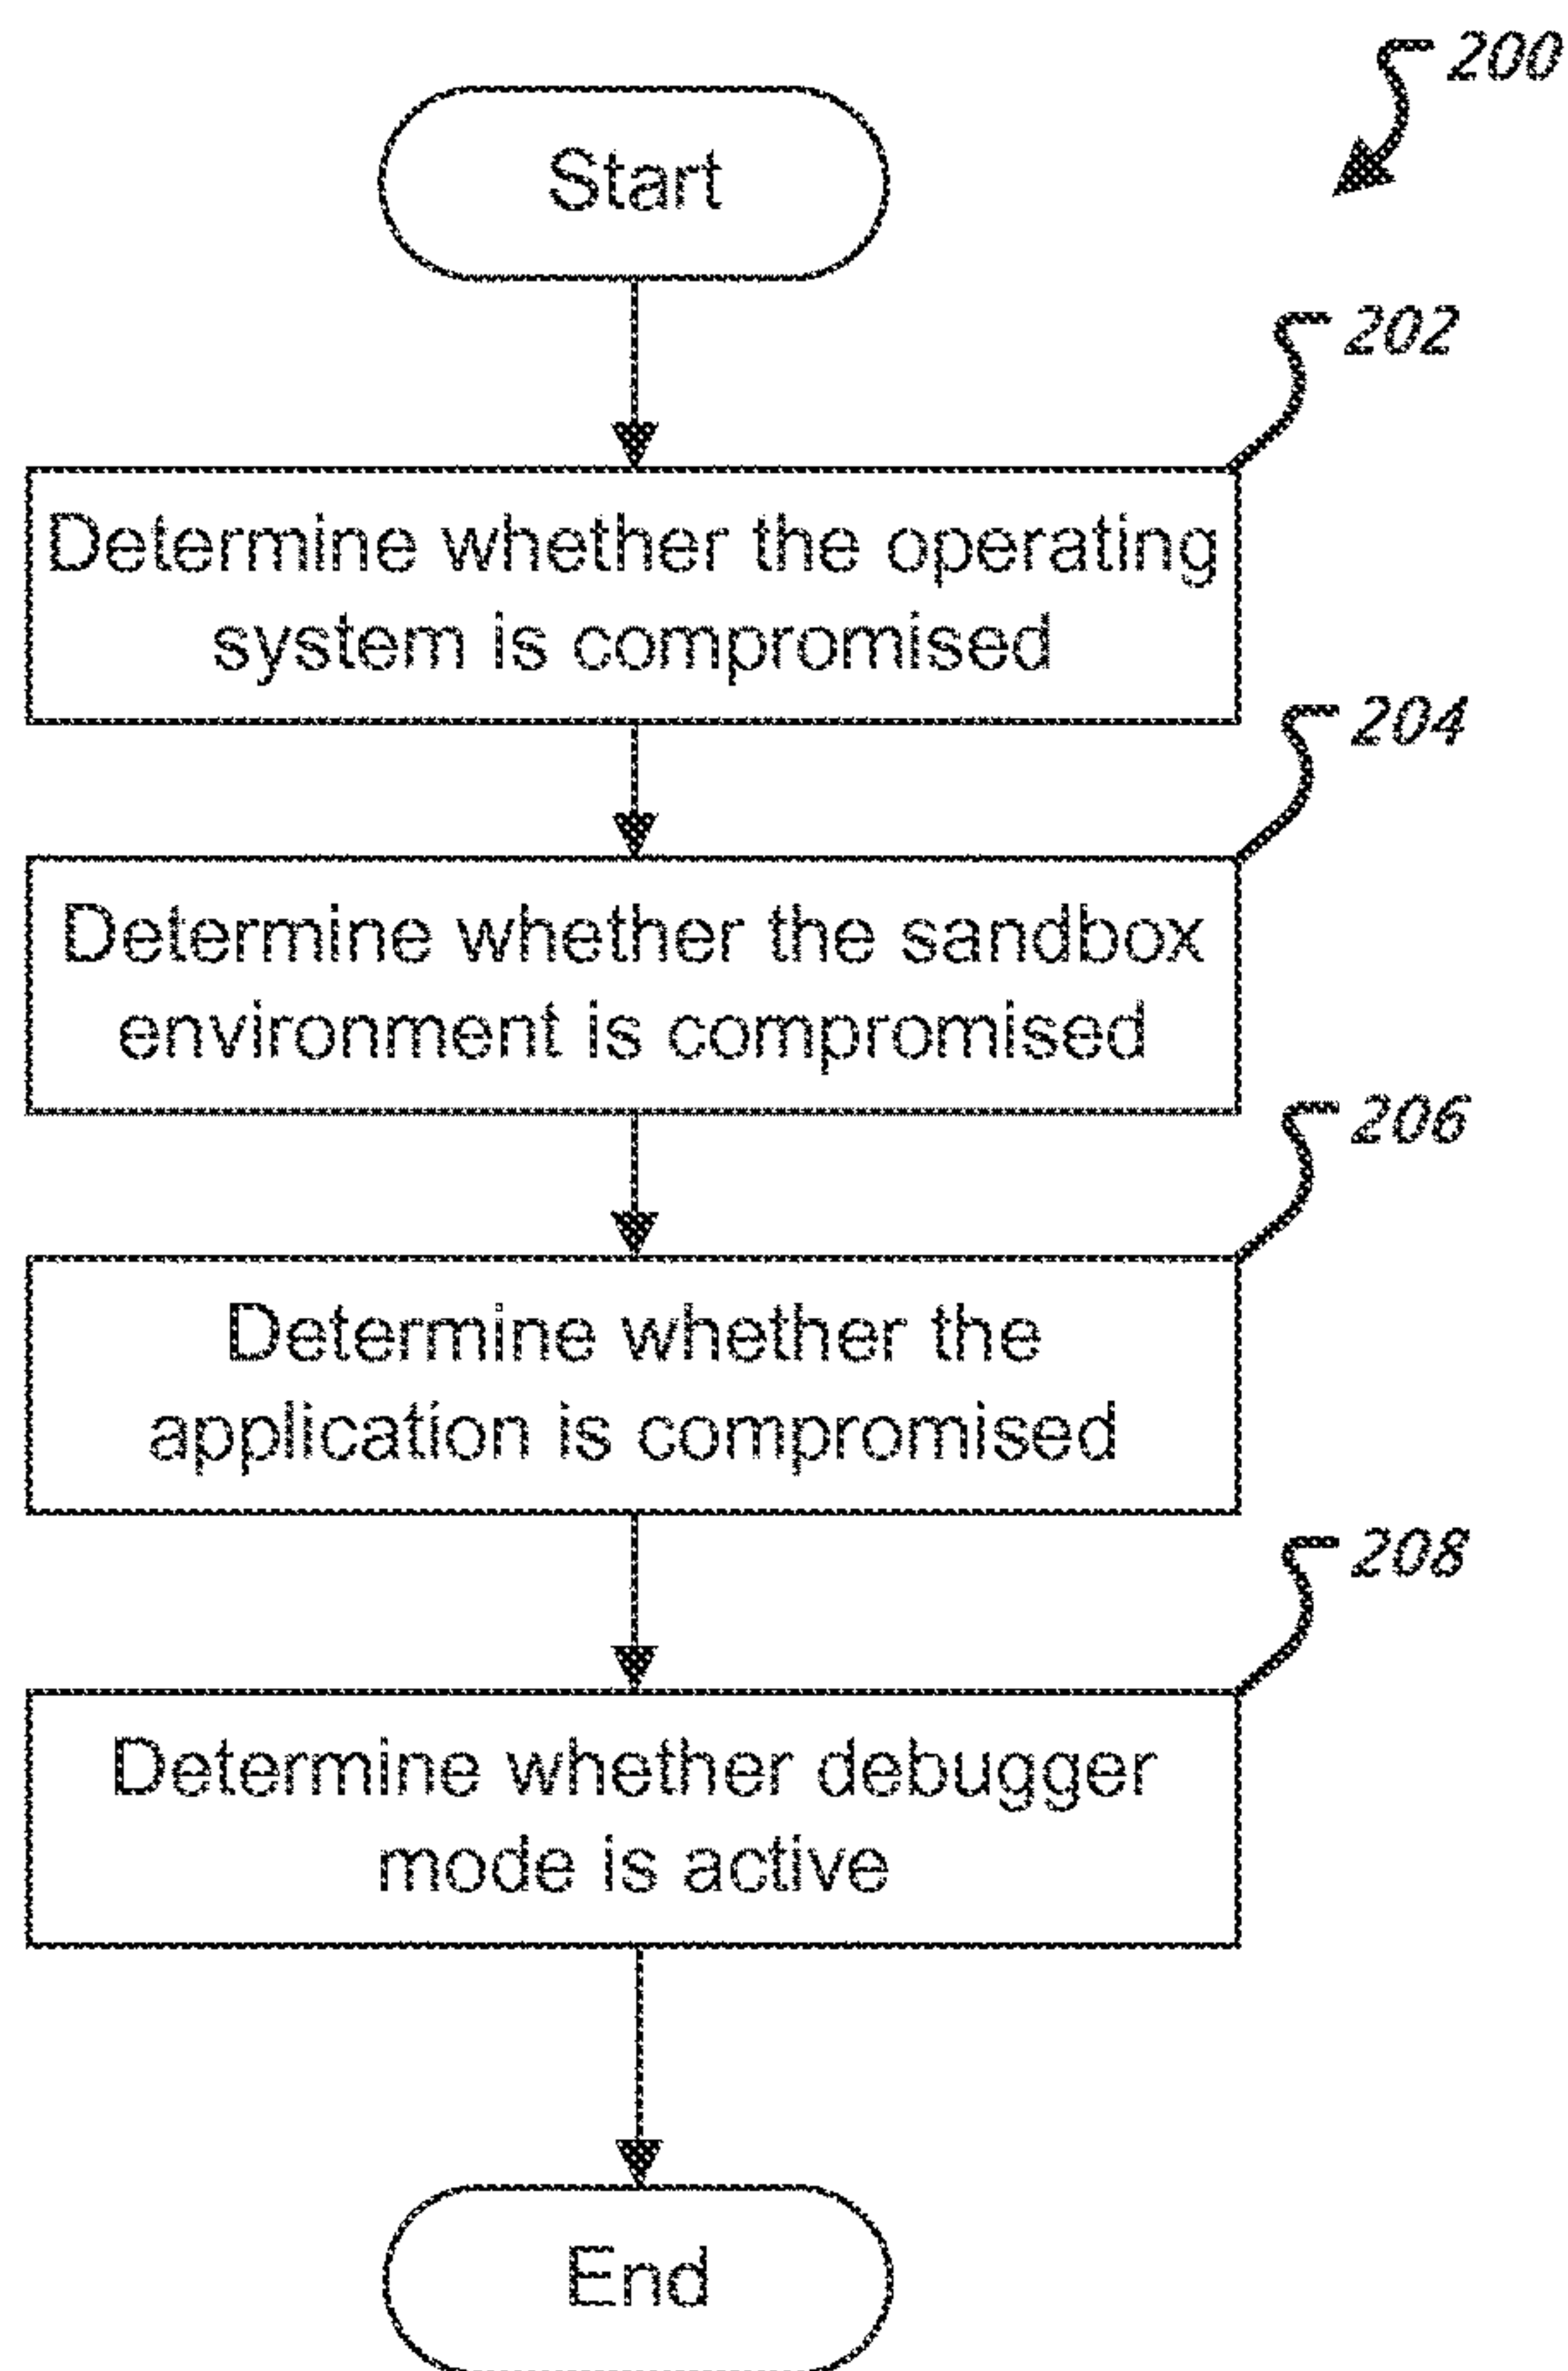 200
Start
202
Determine whether the operating
system is compromised
204
Determine whether the sandbox
environment is compromised
206
Determine whether the
application is compromised
208
Determine whether debugger
mode is active
End